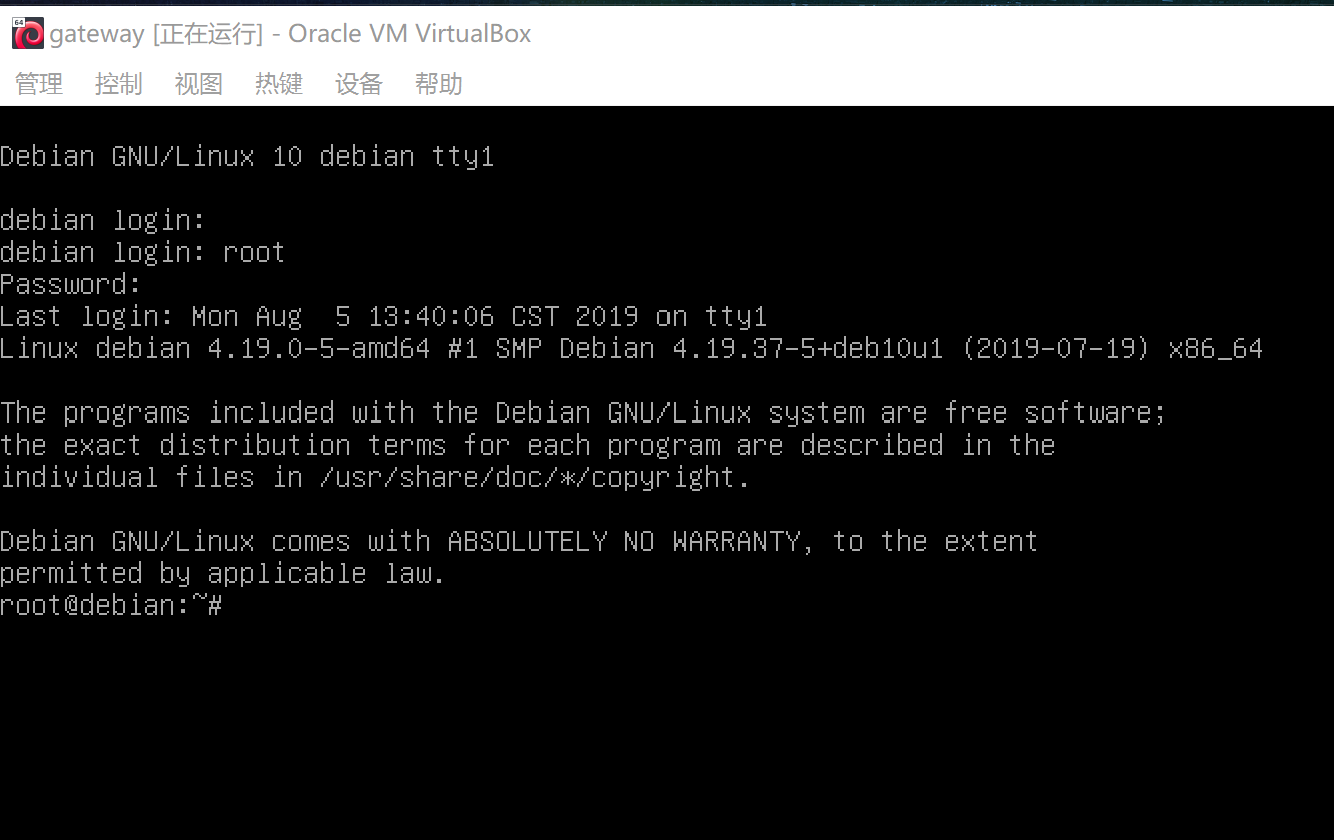 64
gateway [正在运行] - Oracle VM VirtualBox
管理 控制 视图 热键 设备 帮助
Debian GNU/Linux 10 debian tty1
debian login:
debian login: root
Password:
Last login: Mon Aug  5 13:40:06 CST 2019 on tty1
Linux debian 4.19.0-5-amd64 #1 SMP Debian 4.19.37-5+deb10u1 (2019-07-19) x86_64
The programs included with the Debian GNU/Linux system are free software;
the exact distribution terms for each program are described in the
individual files in /usr/share/doc/*/copyright.
Debian GNU/Linux comes with ABSOLUTELY NO WARRANTY, to the extent
permitted by applicable law.
root@debian:~#